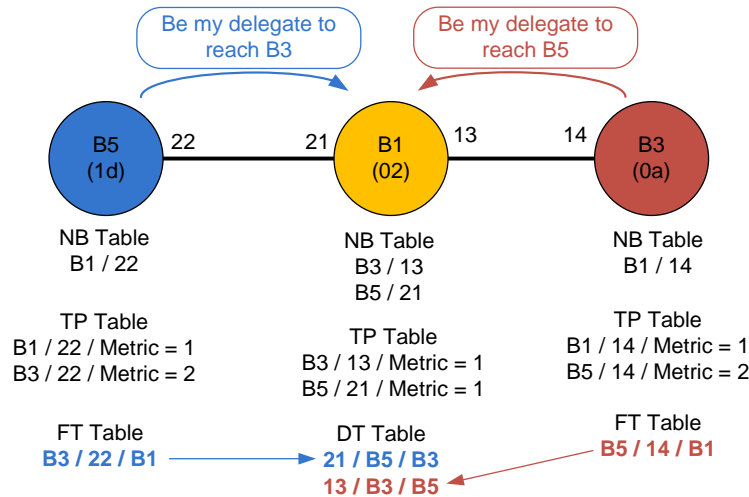 Be my delegate to
reach B3
Be my delegate to
reach B5
B5
(1d)
22
21
B1
(02)
13
14
B3
(0a)
NB Table
B1 / 22
NB Table
B3 / 13
B5 / 21
NB Table
B1 / 14
TP Table
B1 / 22 / Metric = 1
B3 / 22 / Metric = 2
TP Table
B3 / 13 / Metric = 1
B5 / 21 / Metric = 1
TP Table
B1 / 14 / Metric = 1
B5 / 14 / Metric = 2
FT Table
B3 / 22 / B1
DT Table
21 / B5 / B3
13 / B3 / B5
FT Table
B5 / 14 / B1